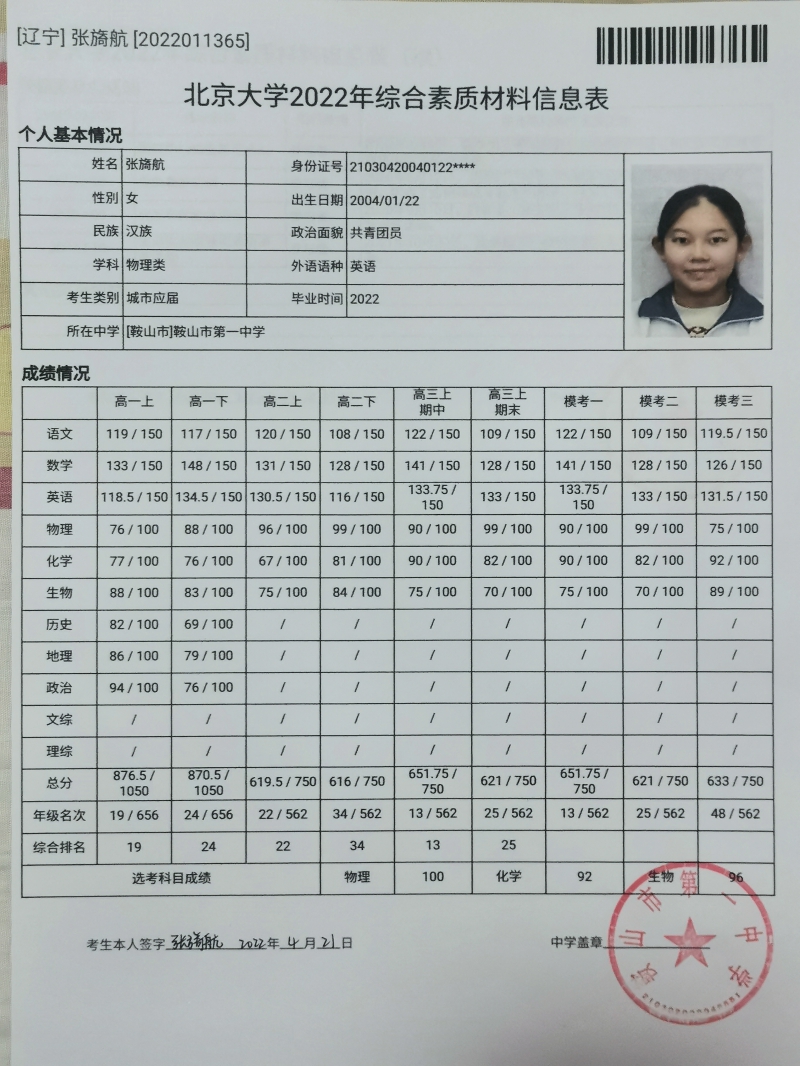 [辽宁] 张旖航 [2022011365]
北京大学2022年综合素质材料信息表
个人基本情况
姓名 张旖航 身份证号 21030420040122****
性别 女 出生日期 2004/01/22
民族 汉族 政治面貌 共青团员
学科 物理类 外语语种 英语
考生类别 城市应届 毕业时间 2022
所在中学 [鞍山市]鞍山市第一中学
成绩情况
高一上 高一下 高二上 高二下 高三上期中 高三上期末 模考一 模考二 模考三
语文 119 / 150 117 / 150 120 / 150 108 / 150 122 / 150 109 / 150 122 / 150 109 / 150 119.5 / 150
数学 133 / 150 148 / 150 131 / 150 128 / 150 141 / 150 128 / 150 141 / 150 128 / 150 126 / 150
英语 118.5 / 150 134.5 / 150 130.5 / 150 116 / 150 133.75 / 150 133 / 150 133.75 / 150 133 / 150 131.5 / 150
物理 76 / 100 88 / 100 96 / 100 99 / 100 90 / 100 99 / 100 90 / 100 99 / 100 75 / 100
化学 77 / 100 76 / 100 67 / 100 81 / 100 90 / 100 82 / 100 90 / 100 82 / 100 92 / 100
生物 88 / 100 83 / 100 75 / 100 84 / 100 75 / 100 70 / 100 75 / 100 70 / 100 89 / 100
历史 82 / 100 69 / 100 / / / / / / /
地理 86 / 100 79 / 100 / / / / / / /
政治 94 / 100 76 / 100 / / / / / / /
文综 / / / / / / / / /
理综 / / / / / / / / /
总分 876.5 / 1050 870.5 / 1050 619.5 / 750 616 / 750 651.75 / 750 621 / 750 651.75 / 750 621 / 750 633 / 750
年级名次 19 / 656 24 / 656 22 / 562 34 / 562 13 / 562 25 / 562 13 / 562 25 / 562 48 / 562
综合排名 19 24 22 34 13 25
选考科目成绩 物理 100 化学 92 生物 96
考生本人签字 张旖航 2022年 4 月 21 日 中学盖章
鞍山市第一中学